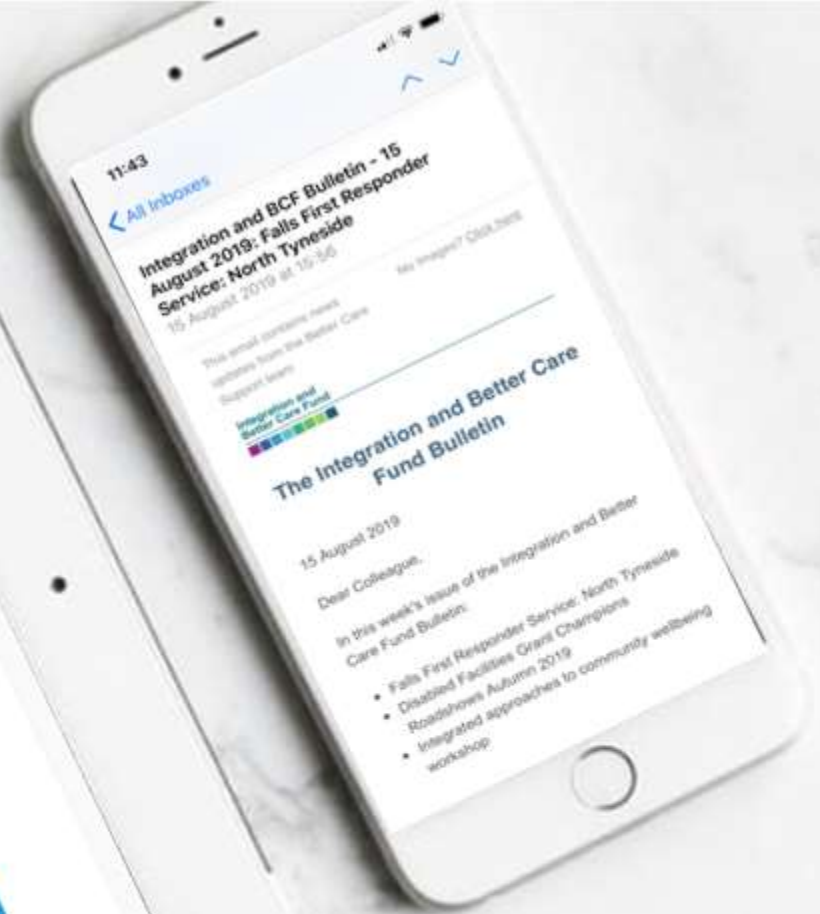 11:43
All Inboxes
Integration and BCF Bulletin - 15
August 2019: Falls First Responder
Service: North Tyneside
15 August 2019 at 15:56
This email contains news
updates from the Better Care
Support team
No images? Click here
Integration and
Better Care Fund
The Integration and Better Care
Fund Bulletin
15 August 2019
Dear Colleague,
In this week's issue of the Integration and Better
Care Fund Bulletin:
• Falls First Responder Service: North Tyneside
• Disabled Facilities Grant Champions
Roadshows Autumn 2019
• Integrated approaches to community wellbeing
workshop